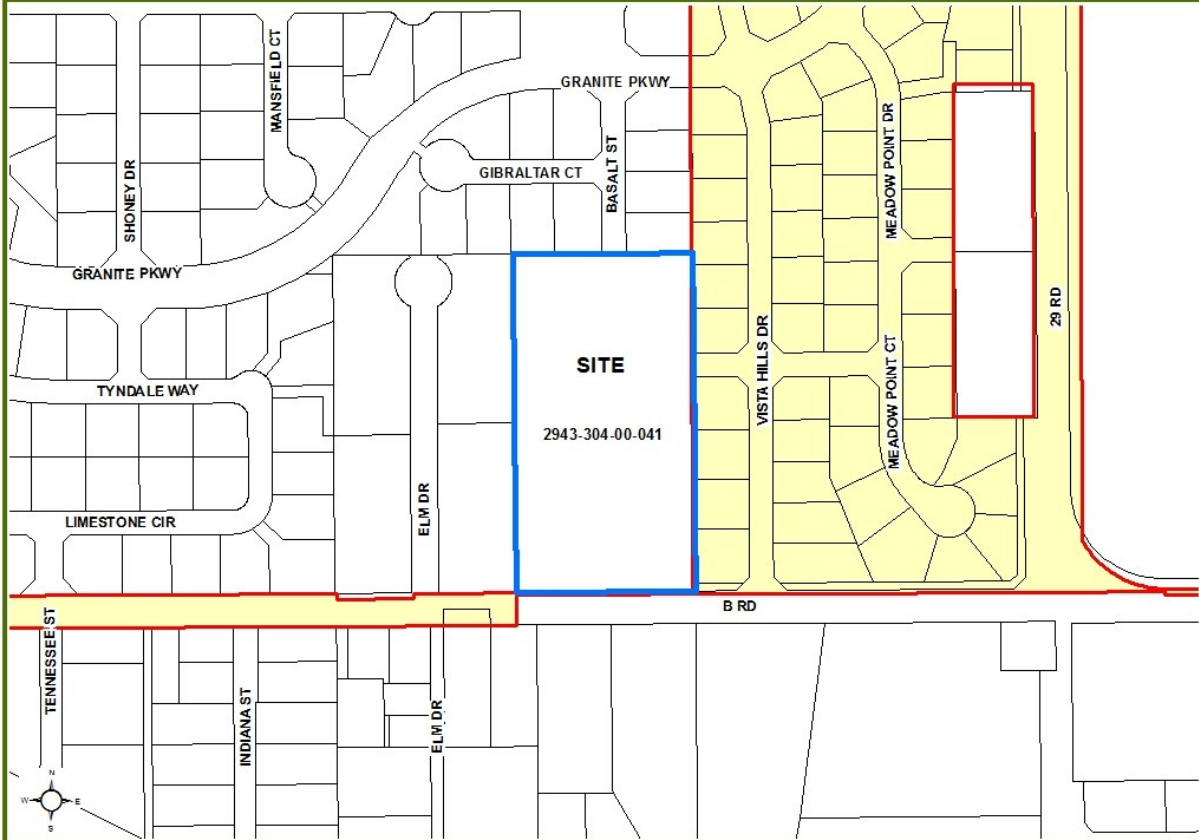 MANSFIELD CT
GRANITE PKWY
SHONEY DR
GIBRALTAR CT
BASALT ST
MEADOW POINT DR
GRANITE PKWY
29 RD
VISTA HILLS DR
SITE
MEADOW POINT CT
TYNDALE WAY
2943-304-00-041
ELM DR
LIMESTONE CIR
B RD
TENNESSEE ST
INDIANA ST
ELM DR
N
W
E
S